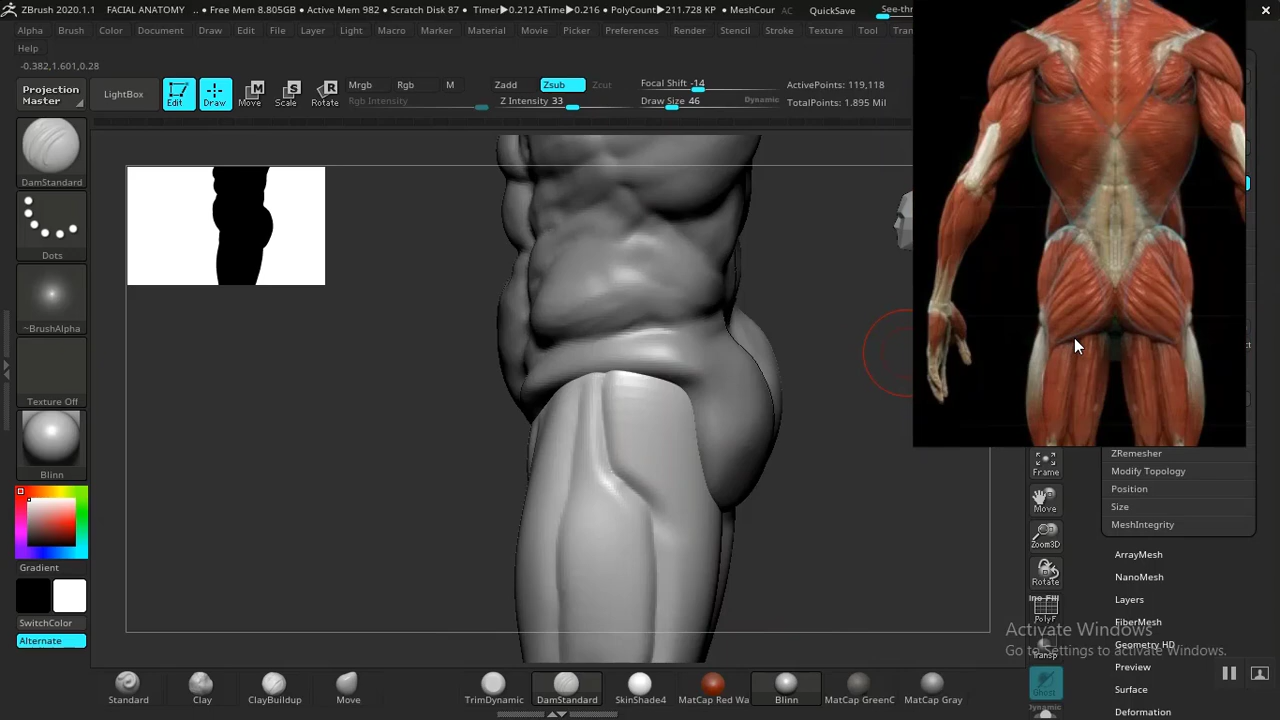 ZBrush 2020.1.1 FACIAL ANATOMY .. • Free Mem 8.805GB • Active Mem 982 • Scratch Disk 87 • Timer▶0.212 ATime▶0.216 • PolyCount▶211.728 KP • MeshCour AC QuickSave See-thr
Alpha Brush Color Document Draw Edit File Layer Light Macro Marker Material Movie Picker Preferences Render Stencil Stroke Texture Tool
Help
-0.382,1.601,0.28
Projection Master
LightBox
Edit Draw Move Scale Rotate
Mrgb Rgb M
Rgb Intensity
Zadd Zsub Zcut
Z Intensity 33
Focal Shift -14
Draw Size 46 Dynamic
ActivePoints: 119,118
TotalPoints: 1.895 Mil
DamStandard
Dots
~BrushAlpha
Texture Off
Blinn
Gradient
SwitchColor
Alternate
Frame
Move
Zoom3D
Rotate
PolyF
Transp
Ghost
Dynamic
ZRemesher
Modify Topology
Position
Size
MeshIntegrity
ArrayMesh
NanoMesh
Layers
FiberMesh
Geometry HD
Preview
Surface
Deformation
Activate Windows
Go to Settings to activate Windows.
Standard Clay ClayBuildup Move TrimDynamic DamStandard SkinShade4 MatCap Red Wa Blinn MatCap GreenC MatCap Gray